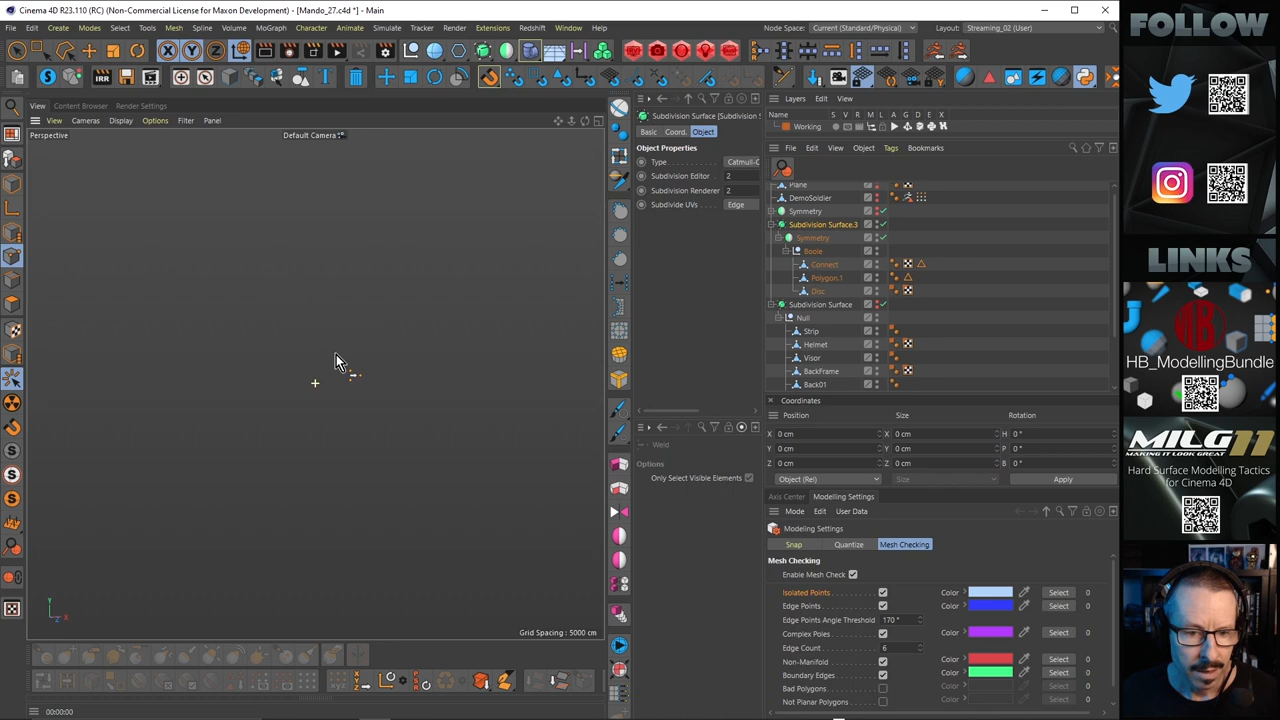 Cinema 4D R23.110 (RC) (Non-Commercial License for Maxon Development) - [Mando_27.c4d *] - Main
File Edit Create Modes Select Tools Mesh Spline Volume MoGraph Character Animate Simulate Tracker Render Extensions Redshift Window Help
Node Space: Current (Standard/Physical) Layout: Streaming_02 (User)
IRR
View Content Browser Render Settings
View Cameras Display Options Filter Panel
Perspective
Default Camera
Grid Spacing : 5000 cm
00:00:00
Subdivision Surface [Subdivision S
Basic Coord. Object
Object Properties
Type Catmull-C
Subdivision Editor 2
Subdivision Renderer 2
Subdivide UVs Edge
Weld
Options
Only Select Visible Elements
Layers Edit View
Name S V R M L A G D E X
Working
File Edit View Object Tags Bookmarks
Plane
DemoSoldier
Symmetry
Subdivision Surface.3
Symmetry
Boole
Connect
Polygon.1
Disc
Subdivision Surface
Null
Strip
Helmet
Visor
BackFrame
Back01
Coordinates
Position Size Rotation
X 0 cm X 0 cm H 0 °
Y 0 cm Y 0 cm P 0 °
Z 0 cm Z 0 cm B 0 °
Object (Rel) Size Apply
Axis Center Modelling Settings
Mode Edit User Data
Modeling Settings
Snap Quantize Mesh Checking
Mesh Checking
Enable Mesh Check
Isolated Points Color Select 0
Edge Points Color Select 0
Edge Points Angle Threshold 170 °
Complex Poles Color Select 0
Edge Count 6
Non-Manifold Color Select 0
Boundary Edges Color Select 0
Bad Polygons Color Select 0
Not Planar Polygons Color Select 0
FOLLOW
LINKS
HB
HB_ModellingBundle
MILG11
MAKING IT LOOK GREAT
Hard Surface Modelling Tactics
for Cinema 4D